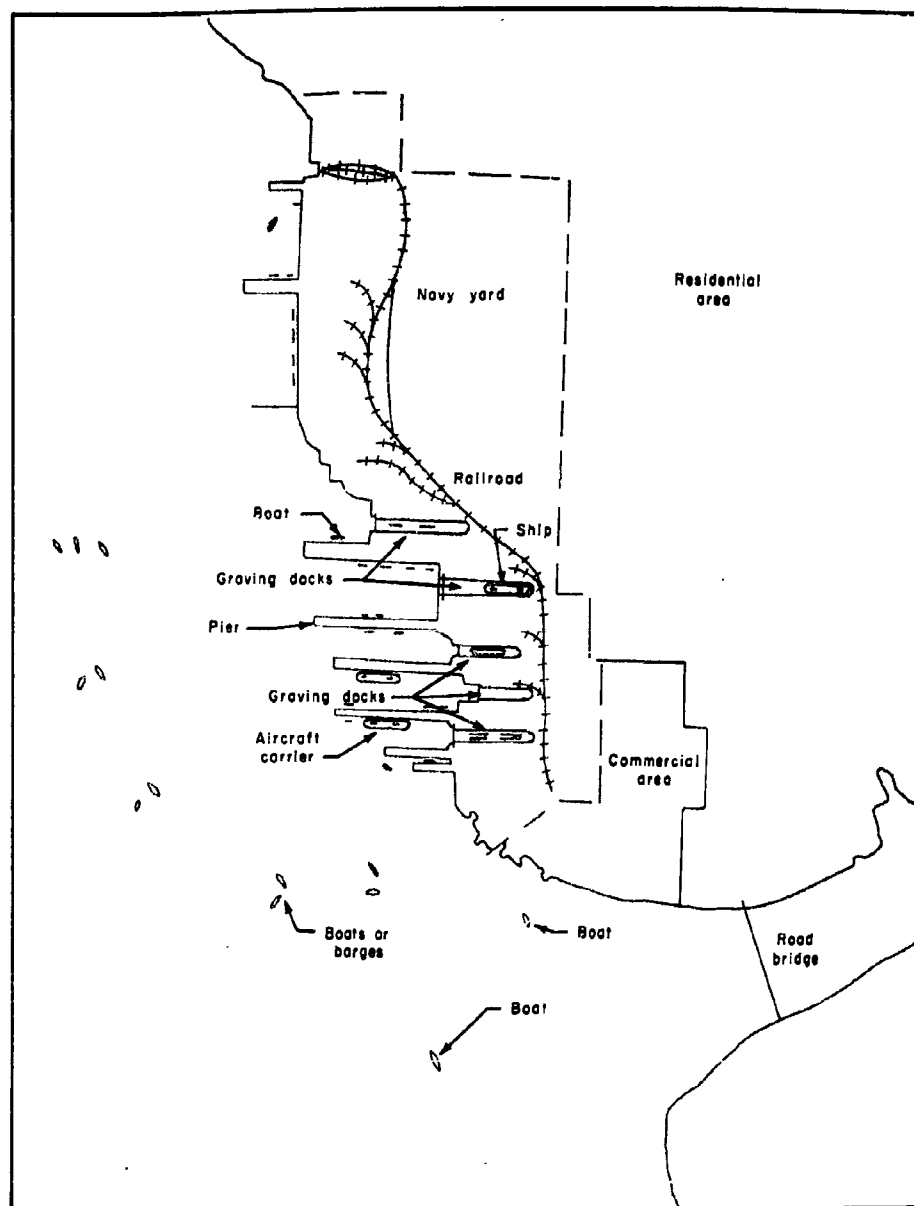 Navy yard
Residential
area
Railroad
Boat
Ship
Graving docks
Pier
Graving docks
Aircraft
carrier
Commercial
area
Boats or
barges
Boat
Road
bridge
Boat